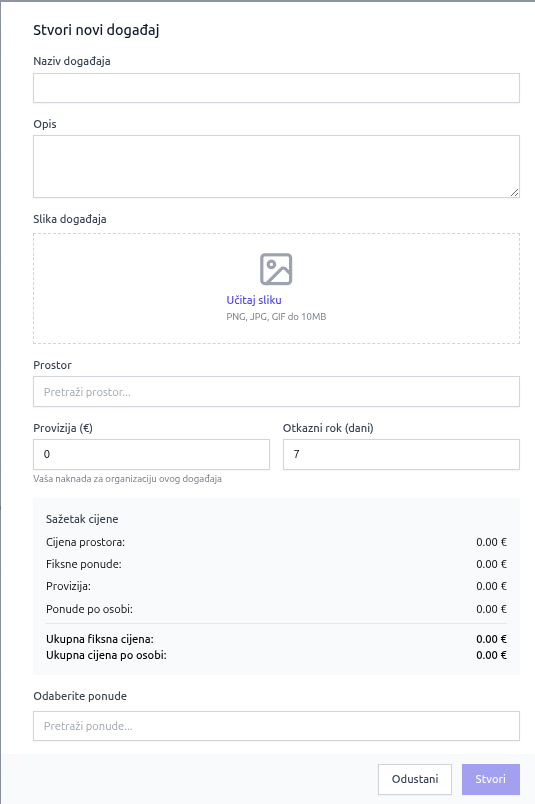 Stvori novi događaj
Naziv događaja
Opis
Slika događaja
Učitaj sliku
PNG, JPG, GIF do 10MB
Prostor
Pretraži prostor...
Provizija (€) Otkazni rok (dani)
0 7
Vaša naknada za organizaciju ovog događaja
Sažetak cijene
Cijena prostora: 0.00 €
Fiksne ponude: 0.00 €
Provizija: 0.00 €
Ponude po osobi: 0.00 €
Ukupna fiksna cijena: 0.00 €
Ukupna cijena po osobi: 0.00 €
Odaberite ponude
Pretraži ponude...
Odustani Stvori